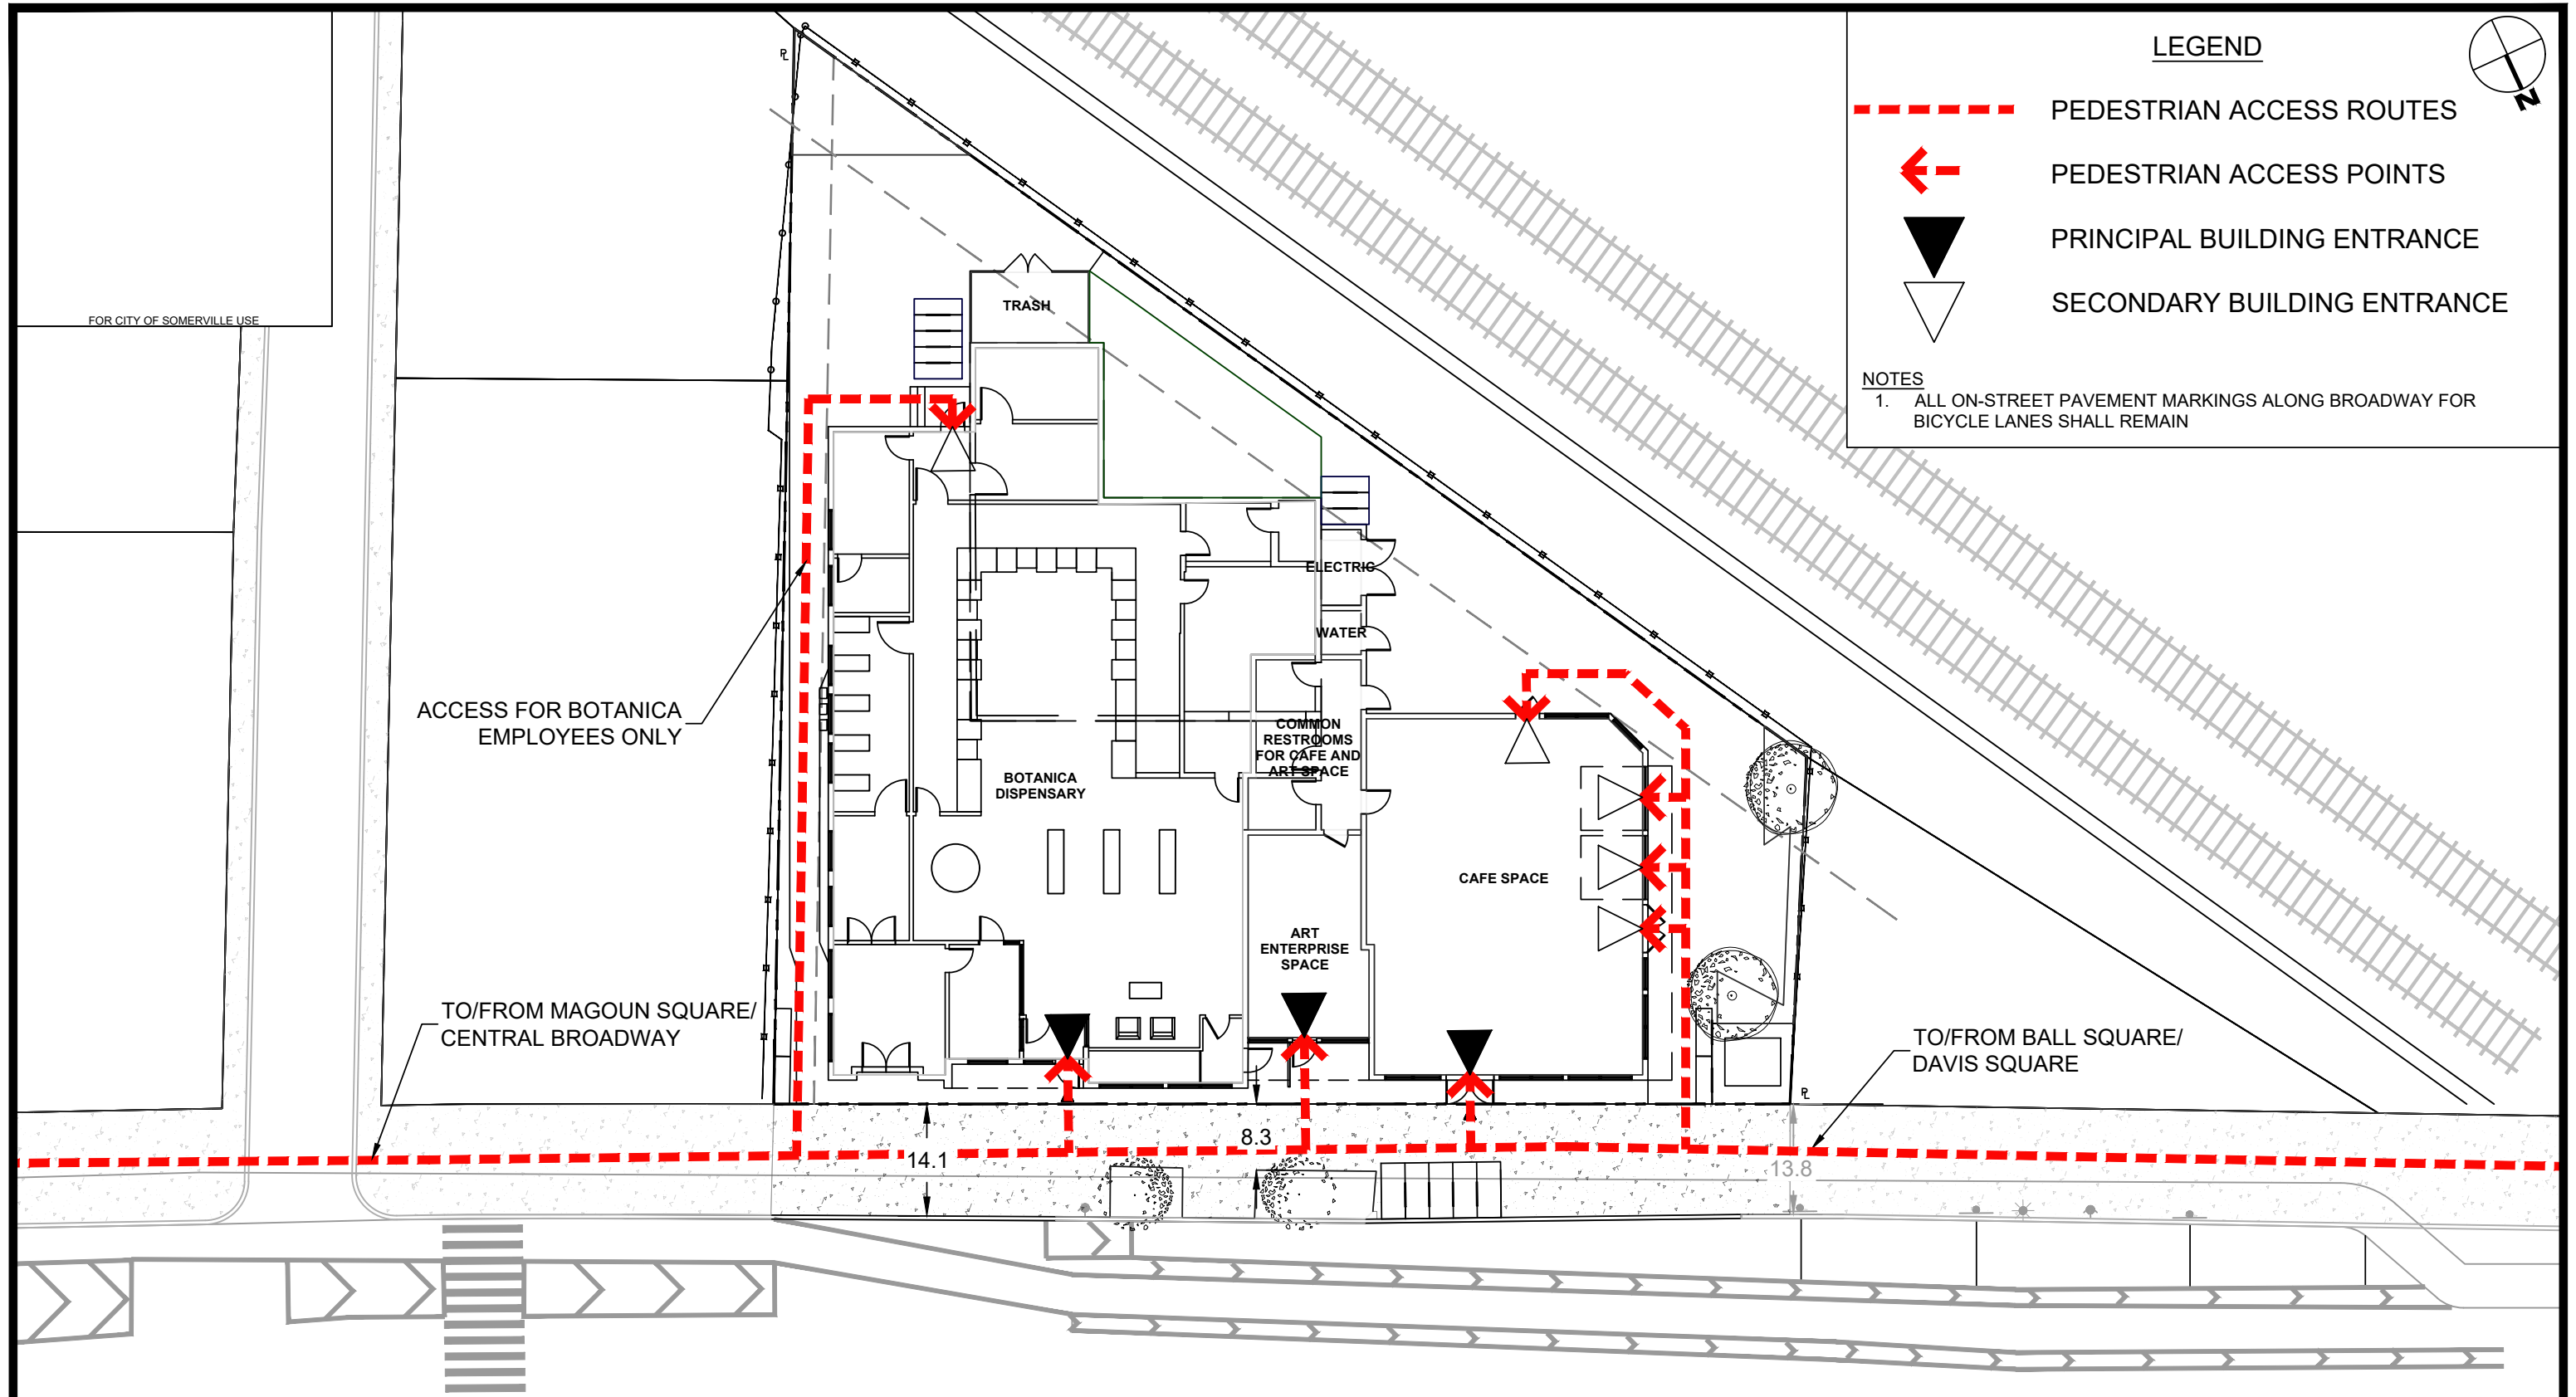 LEGEND
N
PEDESTRIAN ACCESS ROUTES
PEDESTRIAN ACCESS POINTS
PRINCIPAL BUILDING ENTRANCE
SECONDARY BUILDING ENTRANCE
NOTES
1. ALL ON-STREET PAVEMENT MARKINGS ALONG BROADWAY FOR
BICYCLE LANES SHALL REMAIN
PL
FOR CITY OF SOMERVILLE USE
TRASH
ELECTRIC
WATER
ACCESS FOR BOTANICA
EMPLOYEES ONLY
COMMON
RESTROOMS
FOR CAFE AND
ART SPACE
BOTANICA
DISPENSARY
CAFE SPACE
ART
ENTERPRISE
SPACE
TO/FROM MAGOUN SQUARE/
CENTRAL BROADWAY
TO/FROM BALL SQUARE/
DAVIS SQUARE
PL
8.3
14.1
13.8